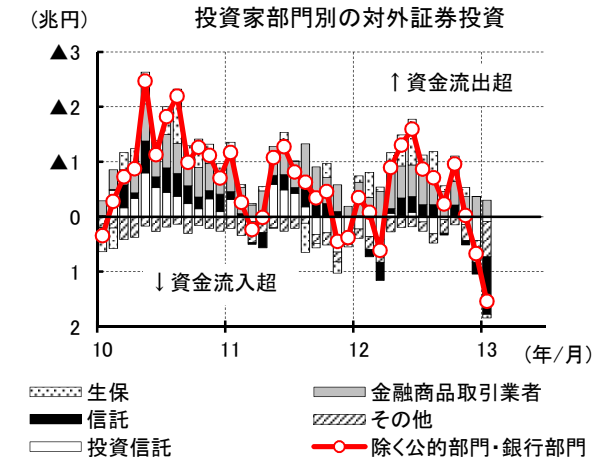 (兆円)
投資家部門別の対外証券投資
▲3
▲2
▲1
0
1
2
↑資金流出超
↓資金流入超
10
11
12
13
(年/月)
生保
金融商品取引業者
信託
その他
投資信託
除く公的部門・銀行部門